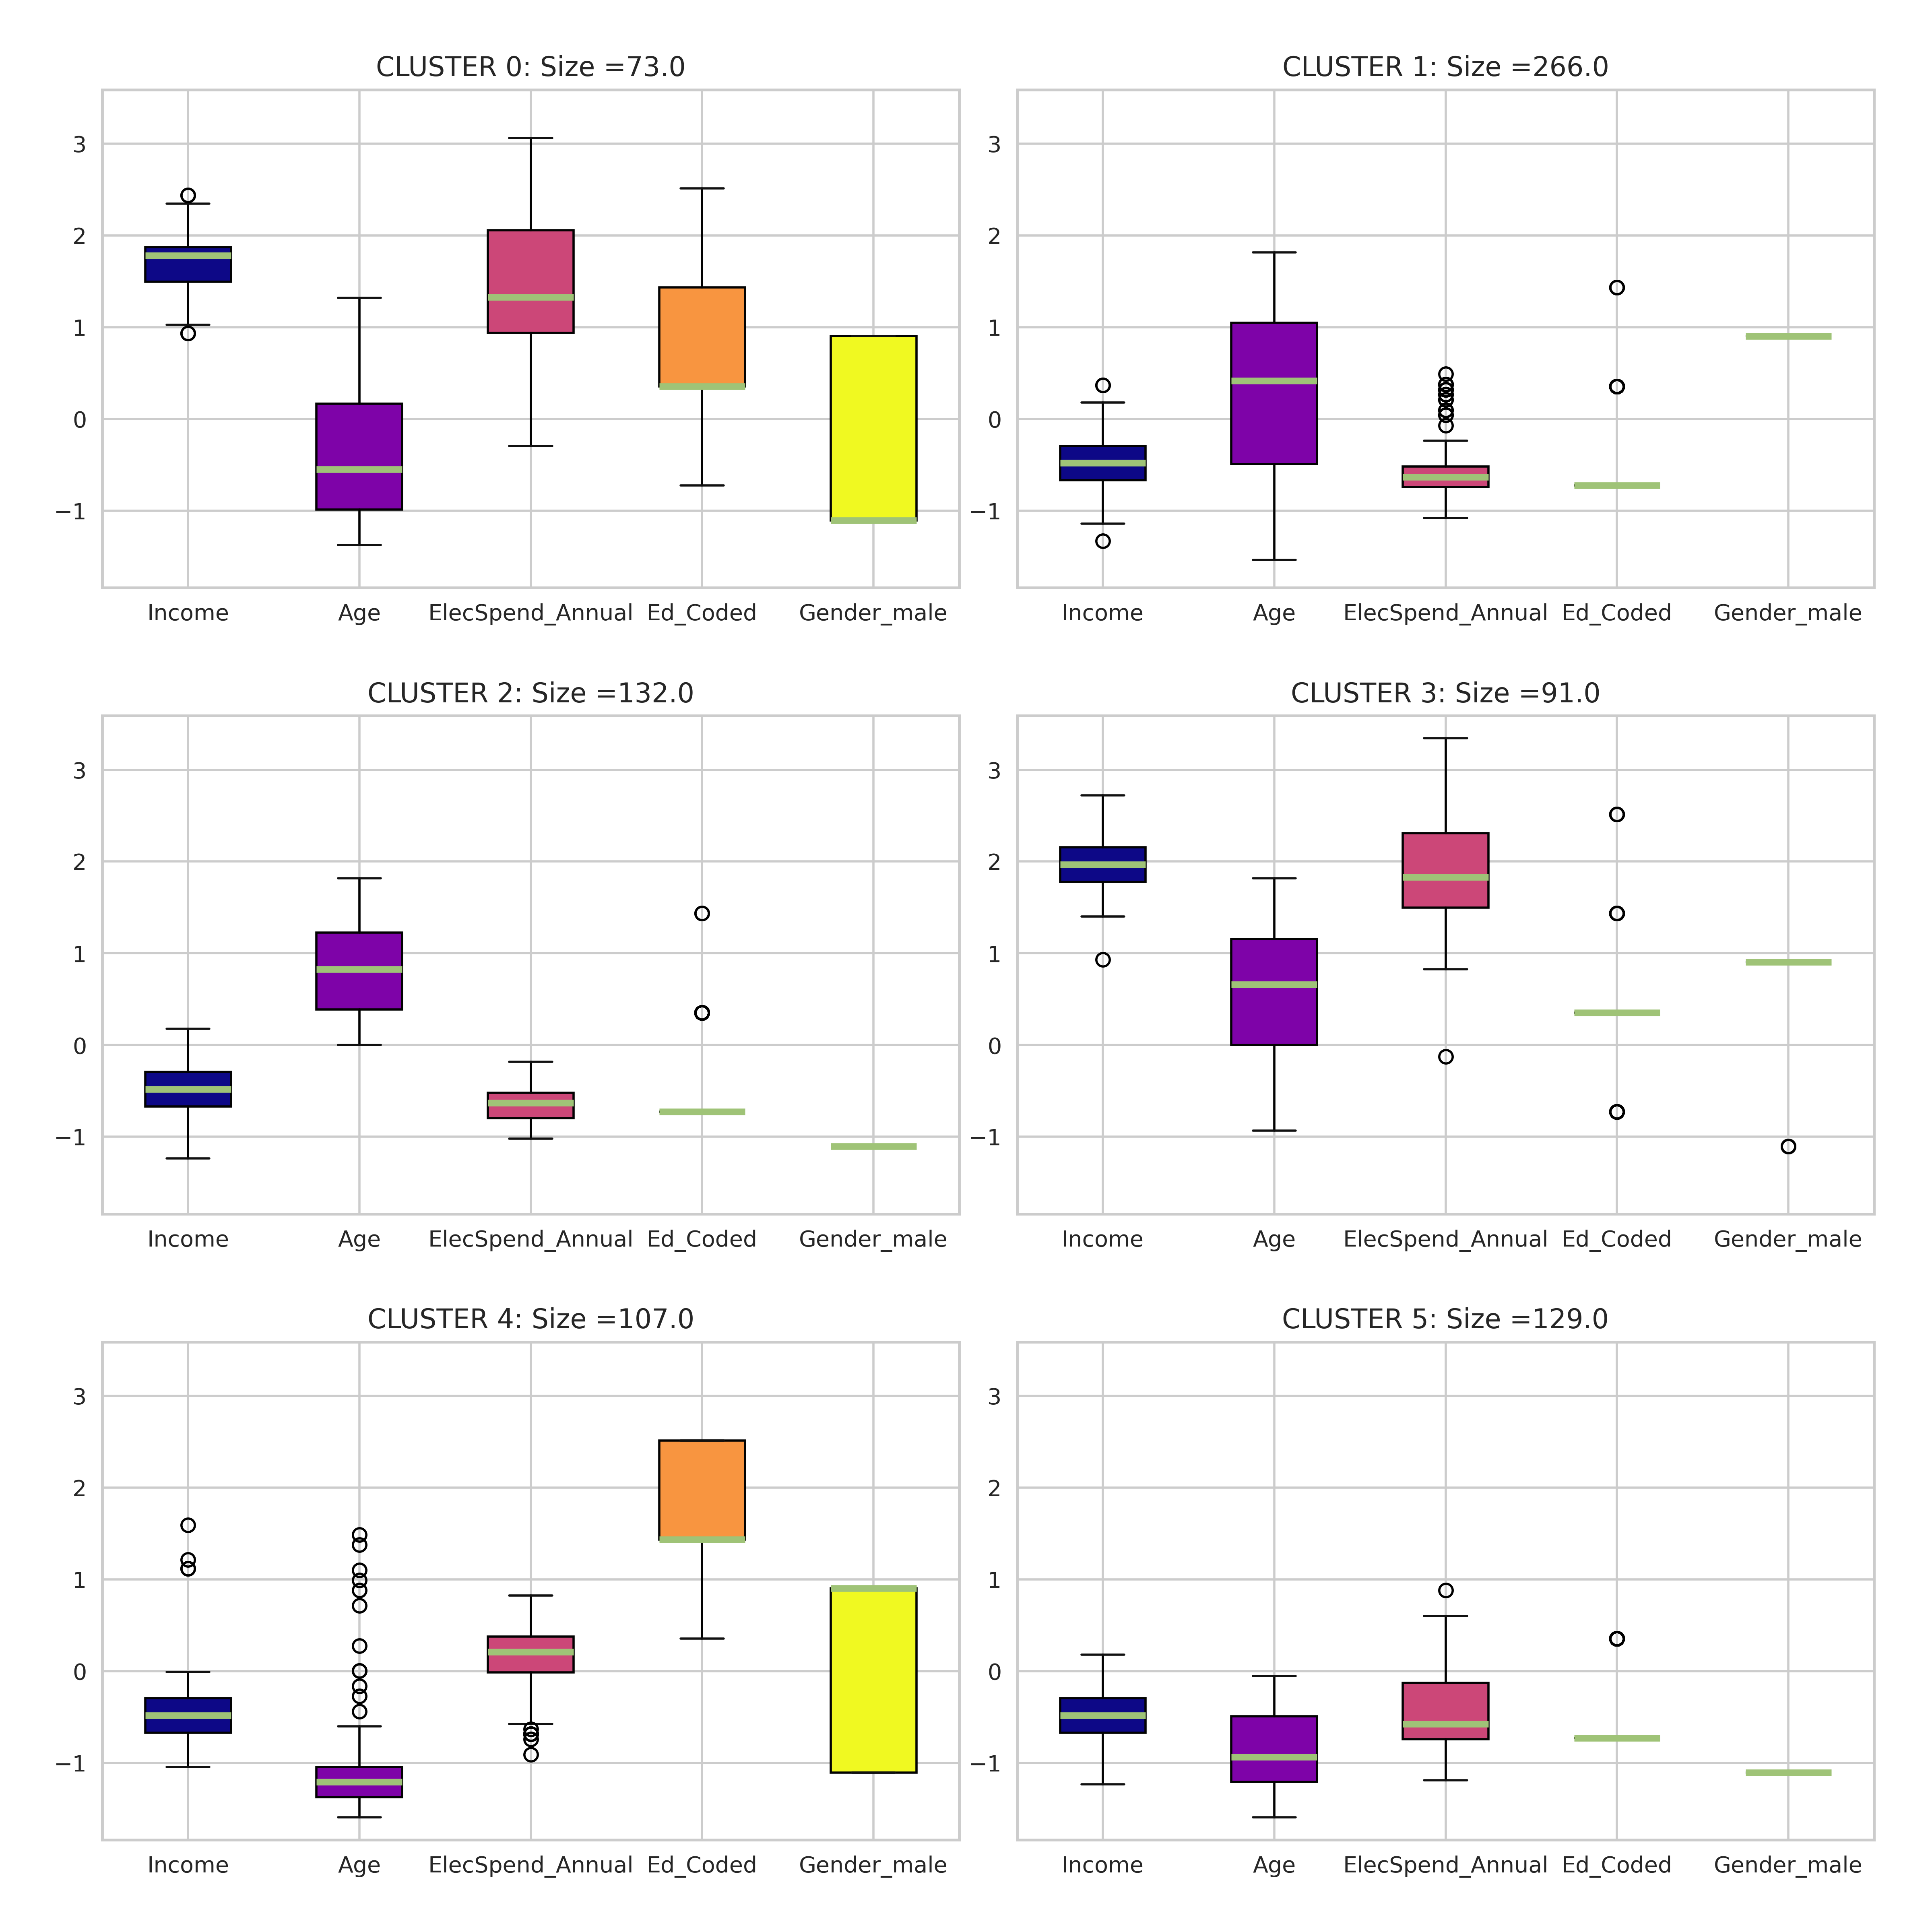 CLUSTER 0: Size =73.0
3
2
1
0
−1
Income Age ElecSpend_Annual Ed_Coded Gender_male
CLUSTER 1: Size =266.0
3
2
1
0
−1
Income Age ElecSpend_Annual Ed_Coded Gender_male
CLUSTER 2: Size =132.0
3
2
1
0
−1
Income Age ElecSpend_Annual Ed_Coded Gender_male
CLUSTER 3: Size =91.0
3
2
1
0
−1
Income Age ElecSpend_Annual Ed_Coded Gender_male
CLUSTER 4: Size =107.0
3
2
1
0
−1
Income Age ElecSpend_Annual Ed_Coded Gender_male
CLUSTER 5: Size =129.0
3
2
1
0
−1
Income Age ElecSpend_Annual Ed_Coded Gender_male